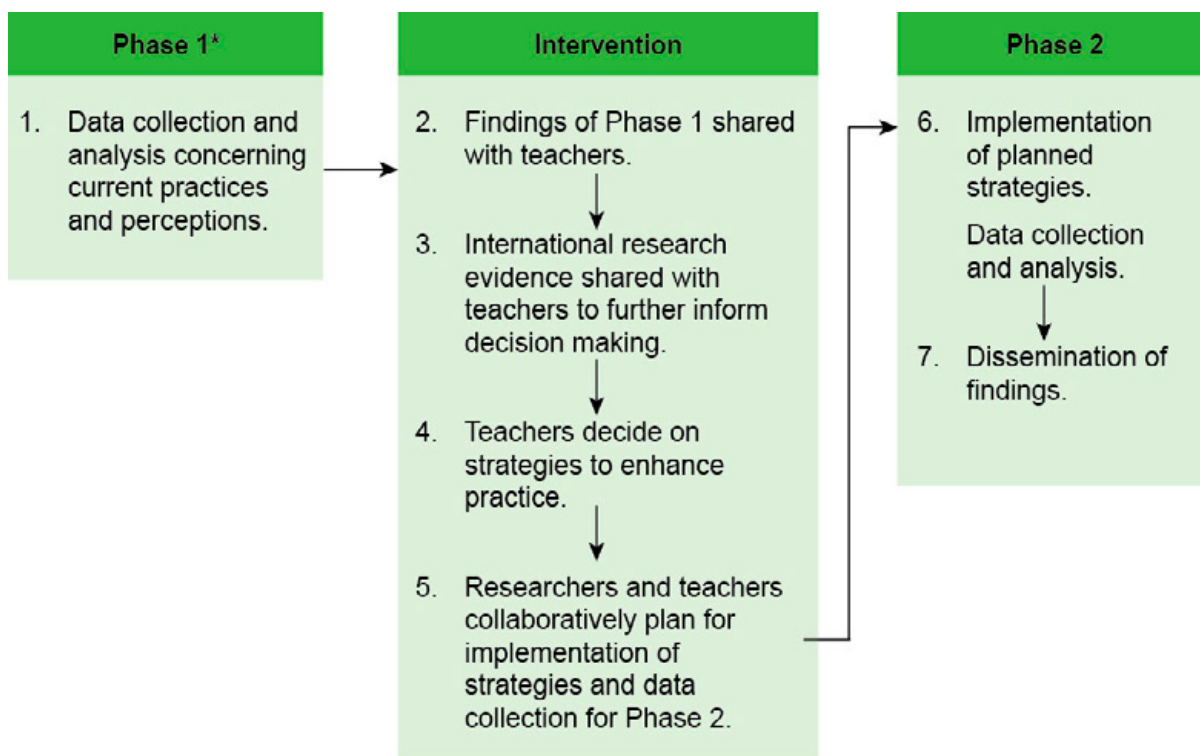 Phase 1*
1. Data collection and
analysis concerning
current practices
and perceptions.
Intervention
2. Findings of Phase 1 shared
with teachers.
3. International research
evidence shared with
teachers to further inform
decision making.
4. Teachers decide on
strategies to enhance
practice.
5. Researchers and teachers
collaboratively plan for
implementation of
strategies and data
collection for Phase 2.
Phase 2
6. Implementation
of planned
strategies.
Data collection
and analysis.
7. Dissemination of
findings.